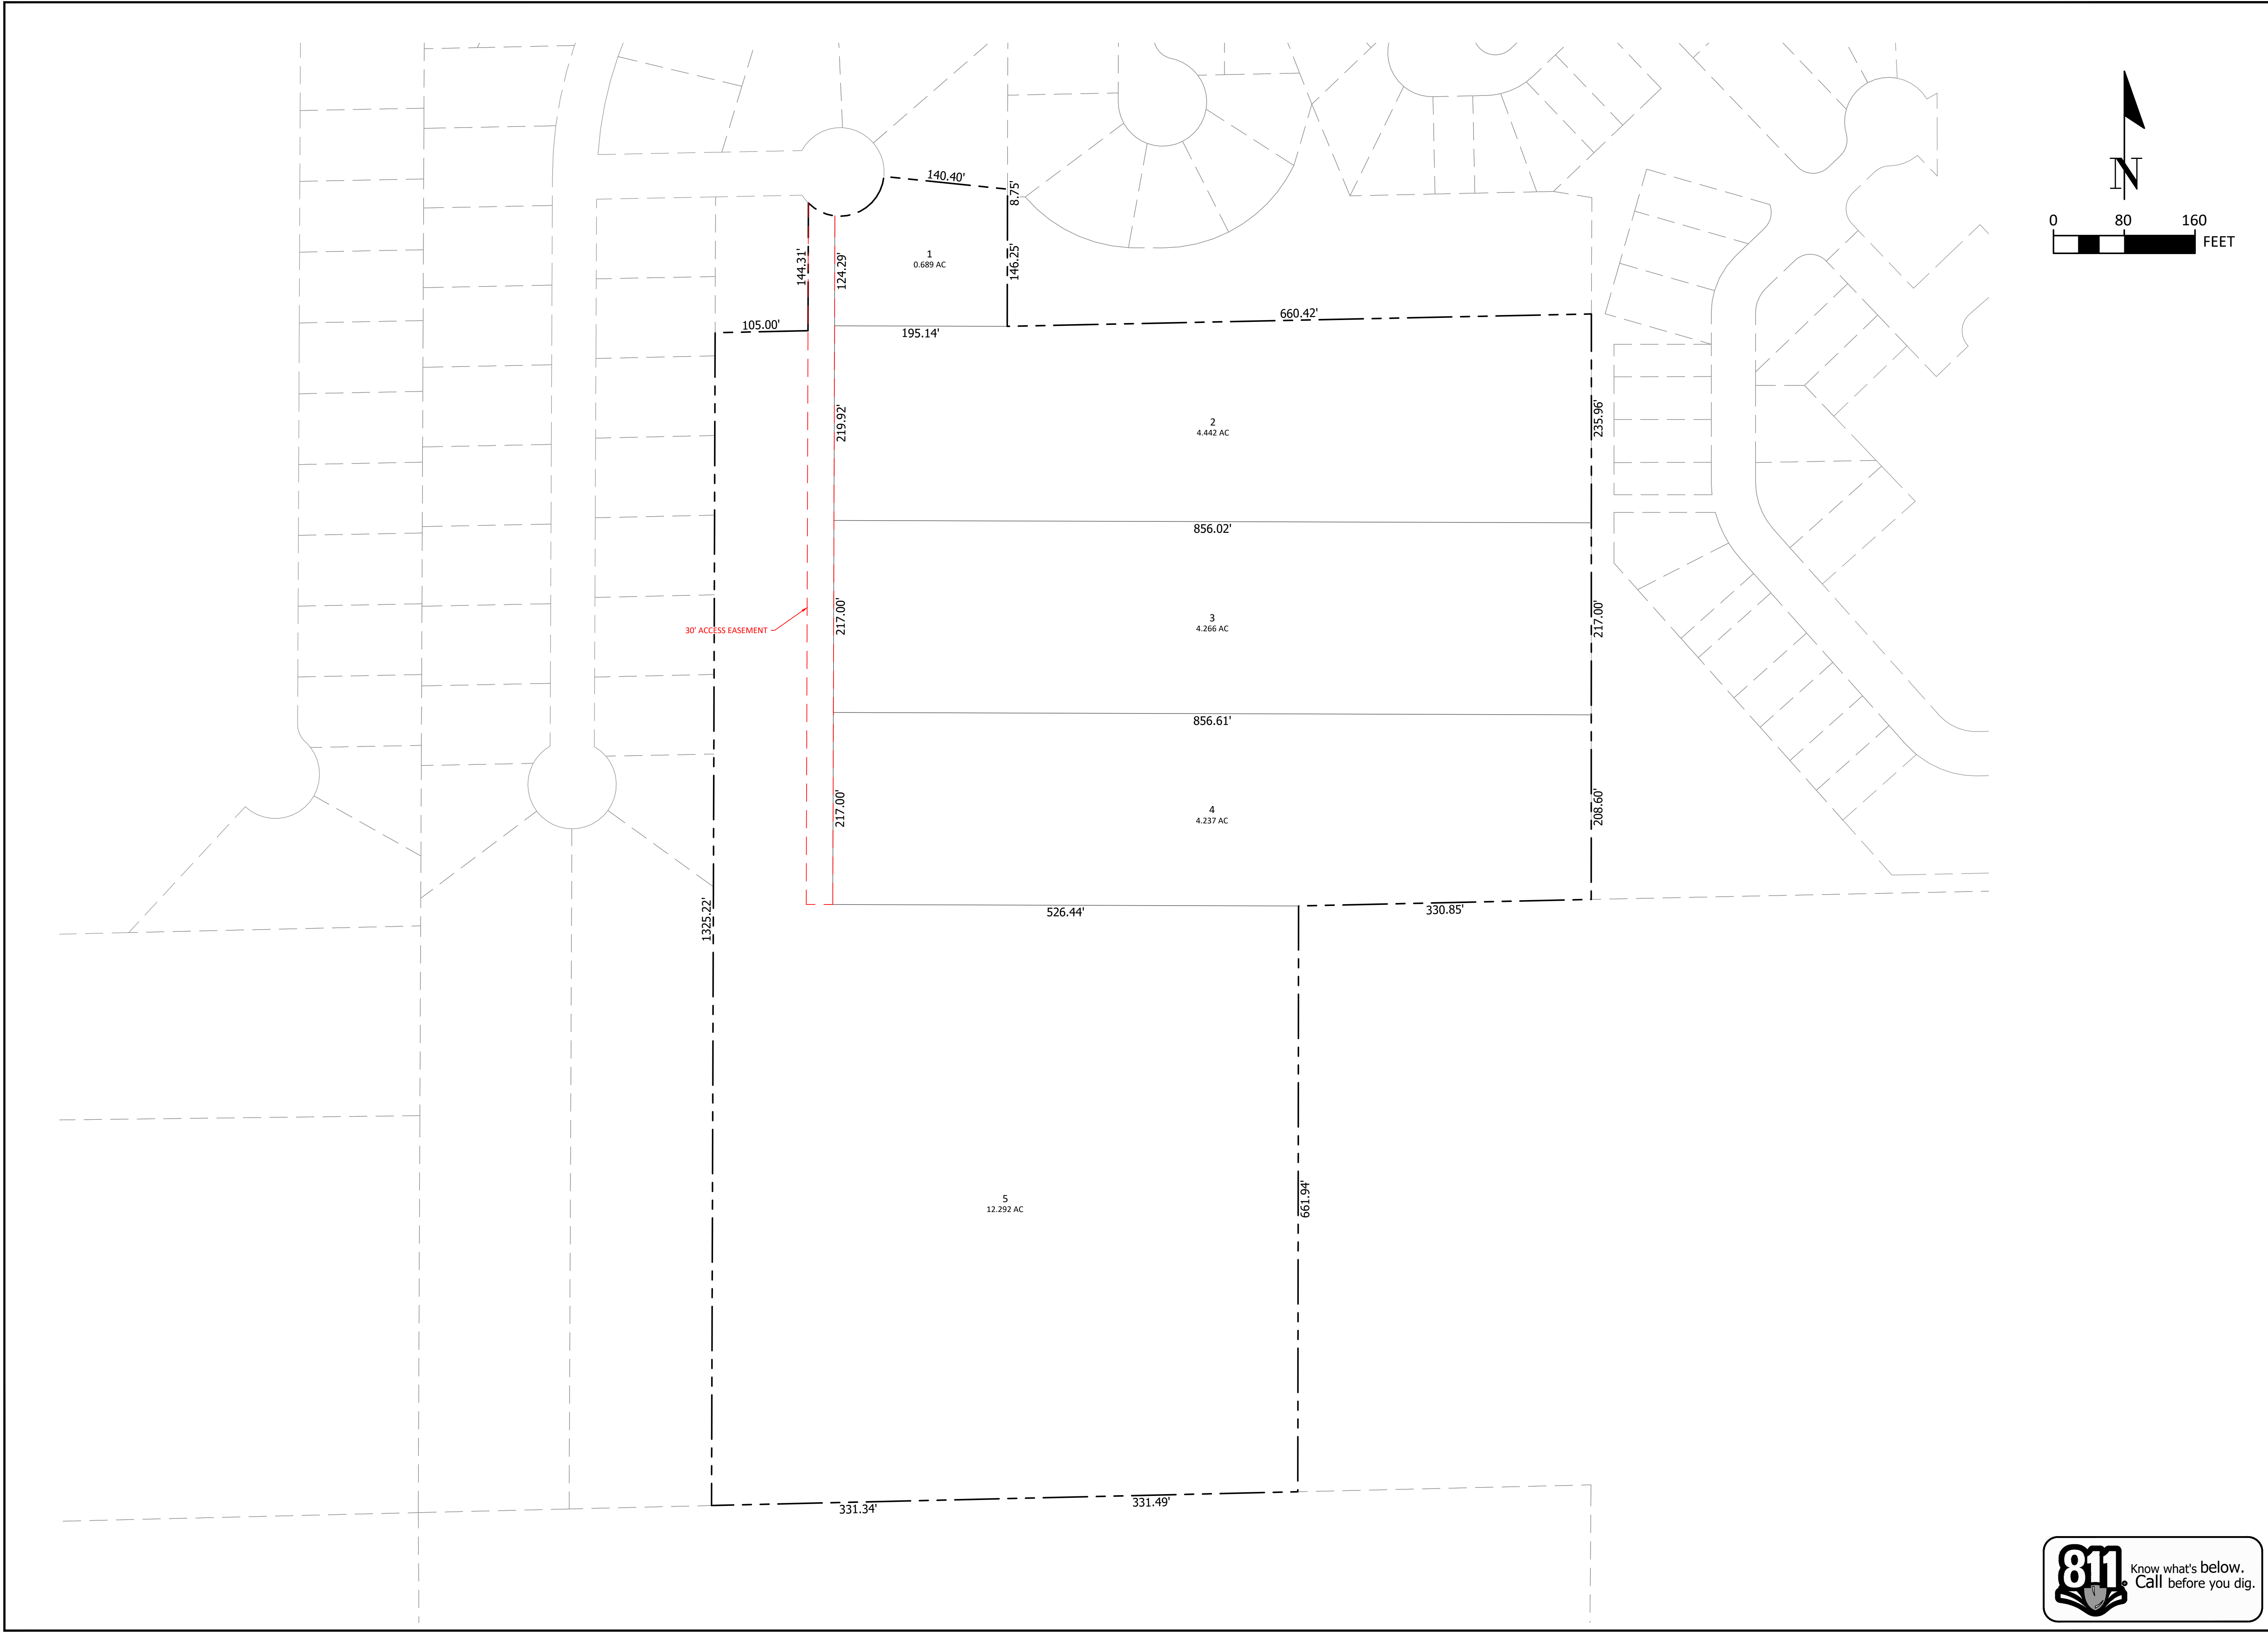 140.40'
8.75'
N
0 80 160
FEET
144.31'
124.29'
1
0.689 AC
146.25'
105.00'
195.14'
660.42'
219.92'
2
4.442 AC
235.96'
856.02'
30' ACCESS EASEMENT
217.00'
3
4.266 AC
217.00'
856.61'
217.00'
4
4.237 AC
208.60'
1325.22'
526.44'
330.85'
5
12.292 AC
661.94'
331.34'
331.49'
811
Know what's below.
Call before you dig.